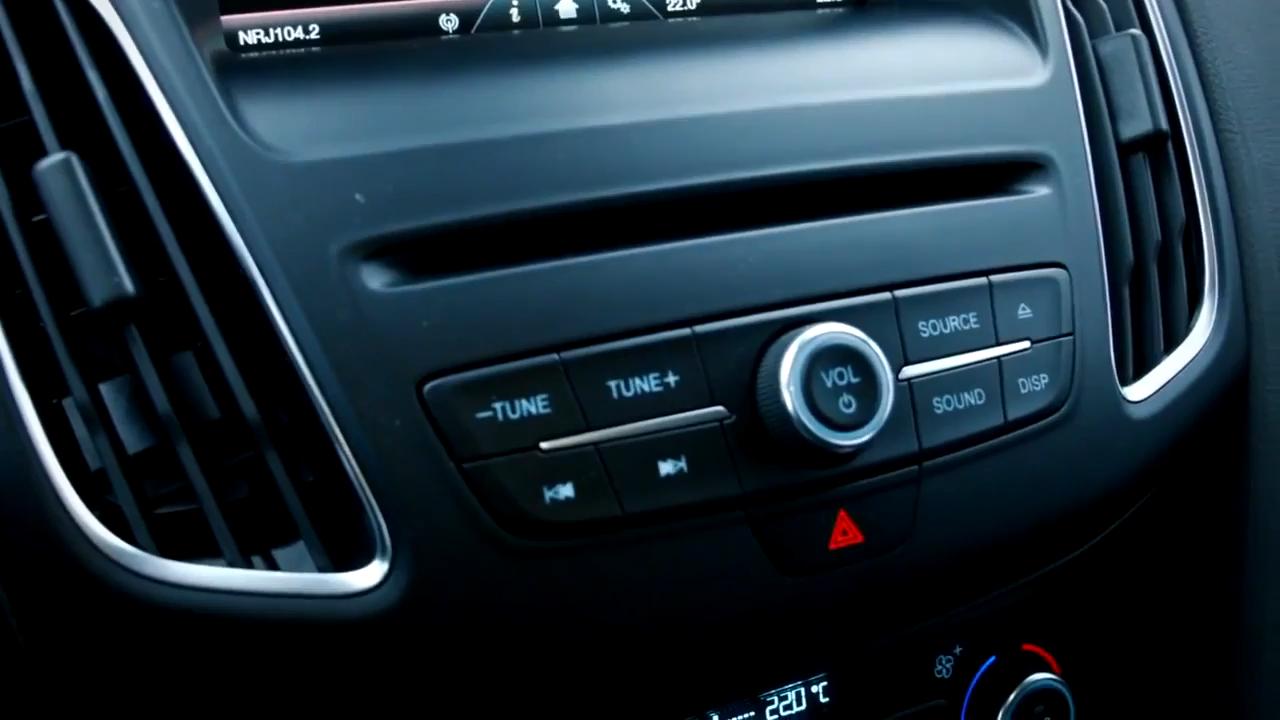 NRJ104.2
22.0°
SOURCE
–TUNE
TUNE+
VOL
SOUND
DISP
22.0 °C